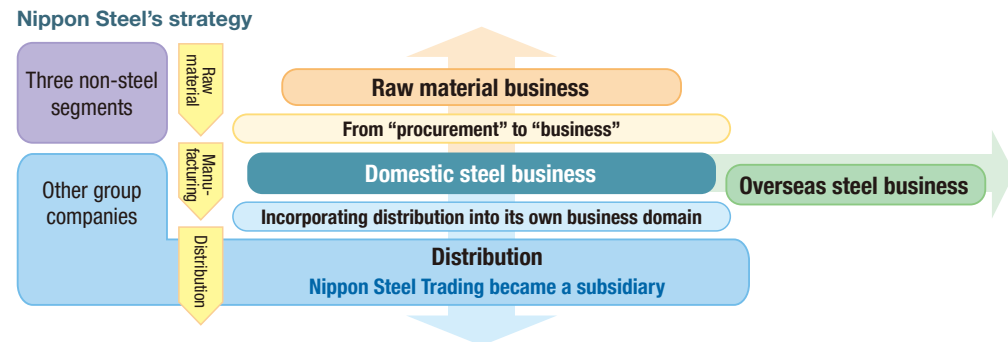 Nippon Steel’s strategy
Three non-steel
segments
Raw
material
Raw material business
From “procurement” to “business”
Other group
companies
Manu-
facturing
Domestic steel business
Overseas steel business
Incorporating distribution into its own business domain
Distribution
Distribution
Nippon Steel Trading became a subsidiary